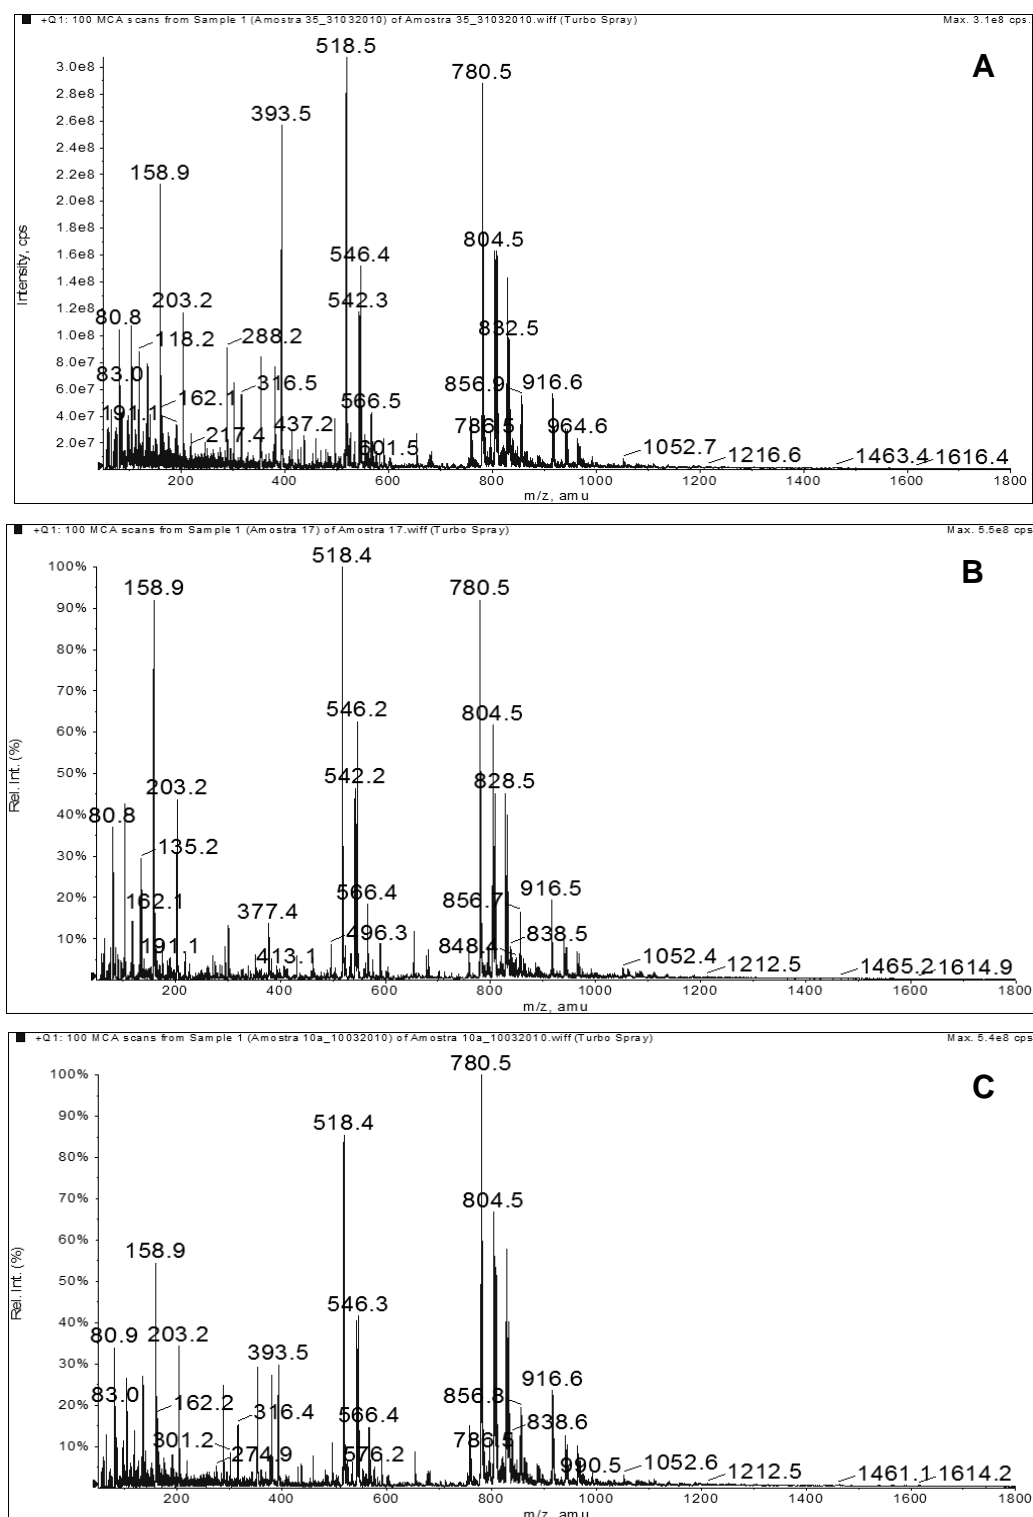 +Q1: 100 MCA scans from Sample 1 (Amostra 35_31032010) of Amostra 35_31032010.wiff (Turbo Spray) Max. 3.1e8 cps.
A
518.5
780.5
3.0e8
2.8e8
393.5
2.6e8
2.4e8
2.2e8
158.9
2.0e8
1.8e8
804.5
1.6e8
546.4
1.4e8
203.2 542.3
1.2e8
80.8
832.5
118.2 288.2
1.0e8
8.0e7
83.0 316.5 856.9 916.6
6.0e7
162.1 566.5
191.1 437.2 786.5 964.6
4.0e7
217.4 601.5 1052.7
2.0e7
1216.6 1463.4 1616.4
Intensity, cps
200 400 600 800 1000 1200 1400 1600 1800
m/z, amu
+Q1: 100 MCA scans from Sample 1 (Amostra 17) of Amostra 17.wiff (Turbo Spray) Max. 5.5e8 cps.
B
518.4
100%
158.9 780.5
90%
80%
70%
546.2 804.5
60%
542.2 828.5
50%
203.2
40%
80.8
135.2
30%
566.4 916.5
162.1 856.7
20%
377.4 496.3 838.5
191.1 413.1 848.4 1052.4
10%
1212.5 1465.2 1614.9
Rel. Int. (%)
200 400 600 800 1000 1200 1400 1600 1800
m/z, amu
+Q1: 100 MCA scans from Sample 1 (Amostra 10a_10032010) of Amostra 10a_10032010.wiff (Turbo Spray) Max. 5.4e8 cps.
C
780.5
100%
90%
518.4
80%
70%
804.5
60%
158.9
50%
546.3
40%
80.9 203.2
393.5
30%
83.0 162.2 856.8 916.6
20%
316.4 566.4 838.6
301.2 786.5
10%
274.9 576.2 990.5 1052.6
1212.5 1461.1 1614.2
Rel. Int. (%)
200 400 600 800 1000 1200 1400 1600 1800
m/z, amu